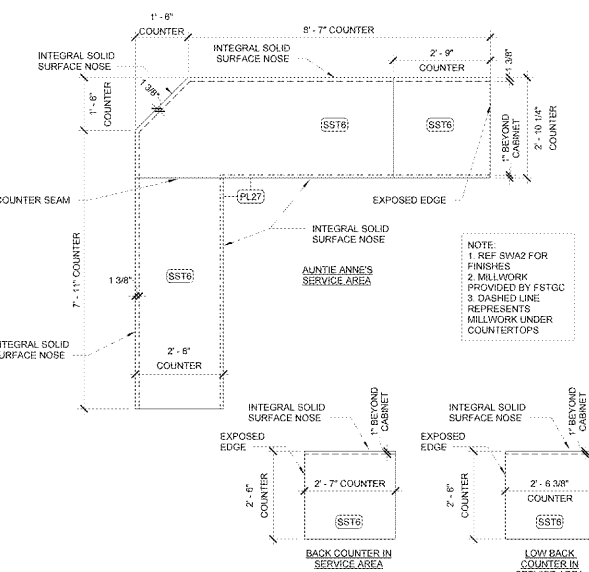 1' - 6"
COUNTER
8' - 7" COUNTER
INTEGRAL SOLID
SURFACE NOSE
INTEGRAL SOLID
SURFACE NOSE
2' - 9"
COUNTER
1 3/8"
1 3/8"
1' - 6"
COUNTER
SST6
SST6
1" BEYOND
CABINET
2' - 10 1/4"
COUNTER
COUNTER SEAM
PL27
EXPOSED EDGE
INTEGRAL SOLID
SURFACE NOSE
7' - 11" COUNTER
SST6
1 3/8"
AUNTIE ANNE'S
SERVICE AREA
NOTE:
1. REF SWA2 FOR
FINISHES
2. MILLWORK
PROVIDED BY FSTGC
3. DASHED LINE
REPRESENTS
MILLWORK UNDER
COUNTERTOPS
NTEGRAL SOLID
URFACE NOSE
2' - 6"
COUNTER
INTEGRAL SOLID
SURFACE NOSE
1" BEYOND
CABINET
EXPOSED
EDGE
2' - 6"
COUNTER
2' - 7" COUNTER
SST6
BACK COUNTER IN
SERVICE AREA
INTEGRAL SOLID
SURFACE NOSE
1" BEYOND
CABINET
EXPOSED
EDGE
2' - 6"
COUNTER
2' - 6 3/8"
COUNTER
SST6
LOW BACK
COUNTER IN
SERVICE AREA